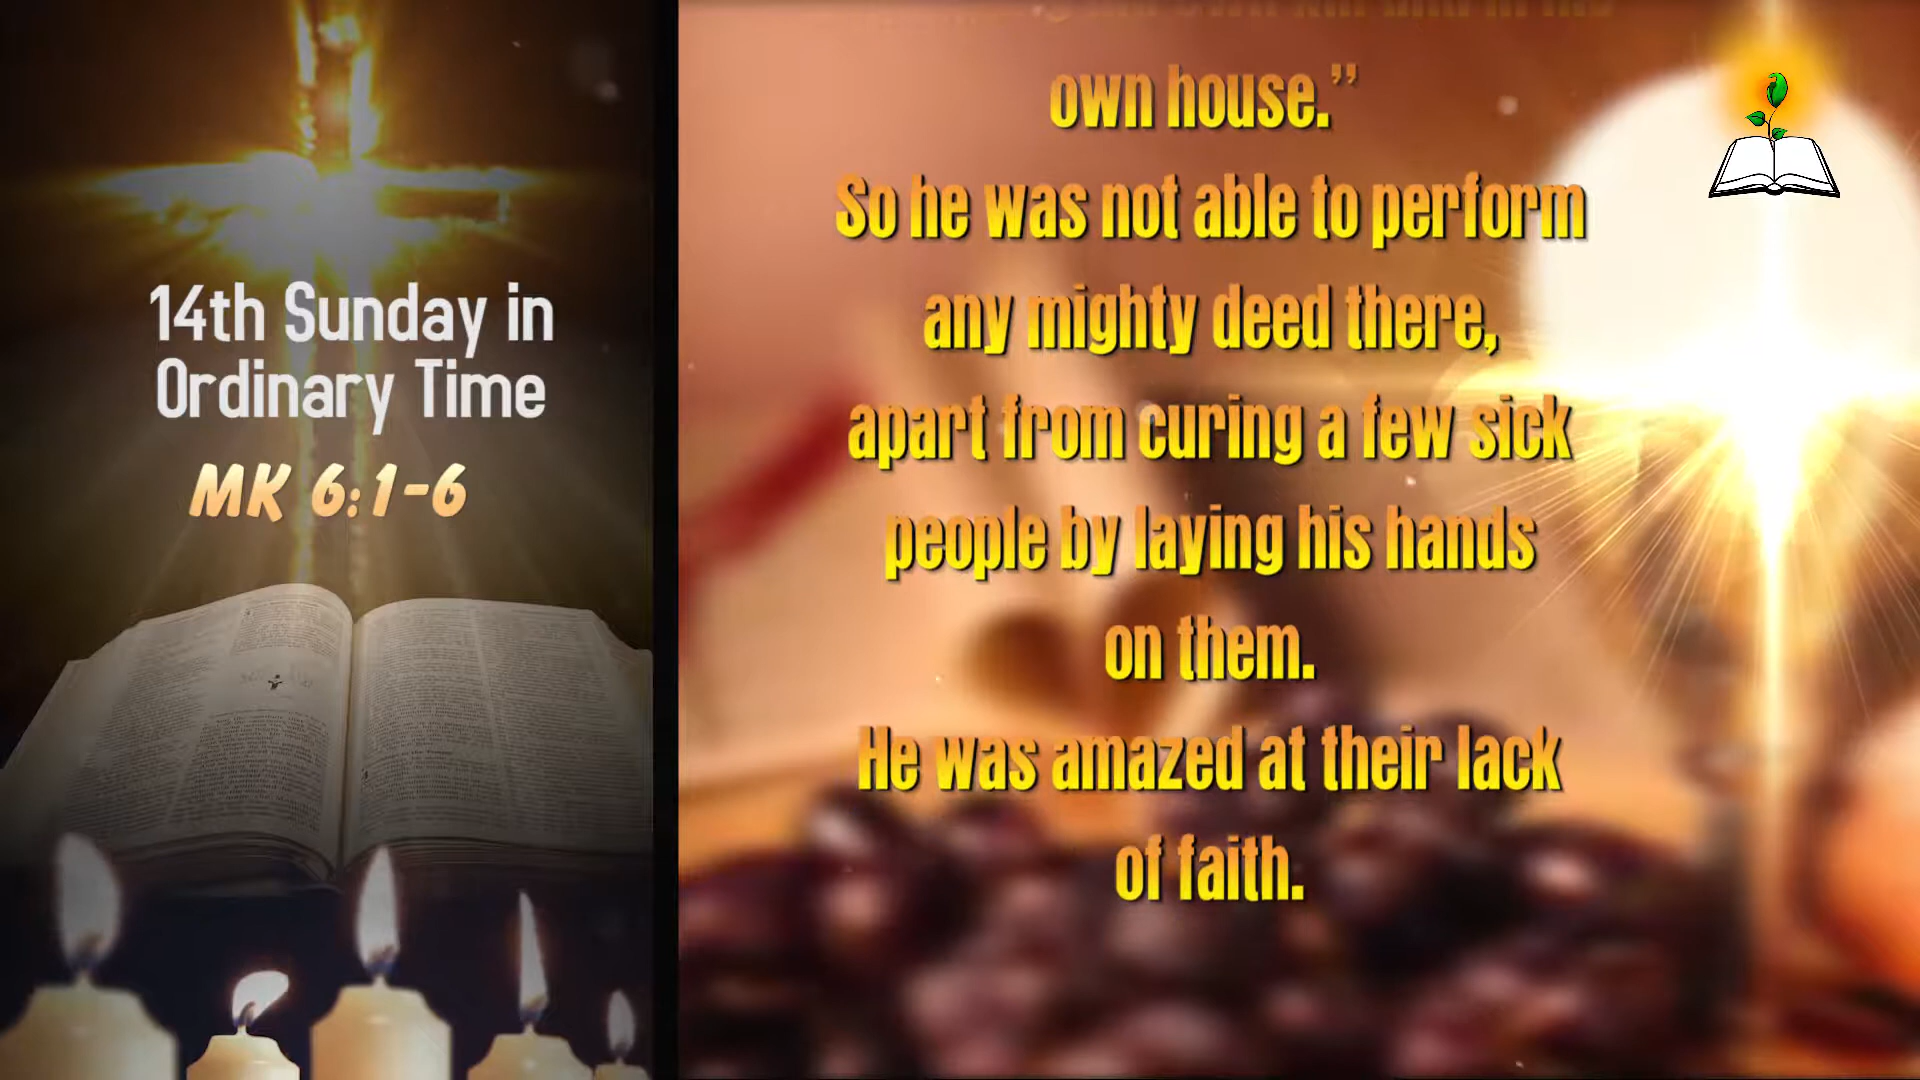 14th Sunday in
Ordinary Time
MK 6:1-6
own house.”
So he was not able to perform
any mighty deed there,
apart from curing a few sick
people by laying his hands
on them.
He was amazed at their lack
of faith.